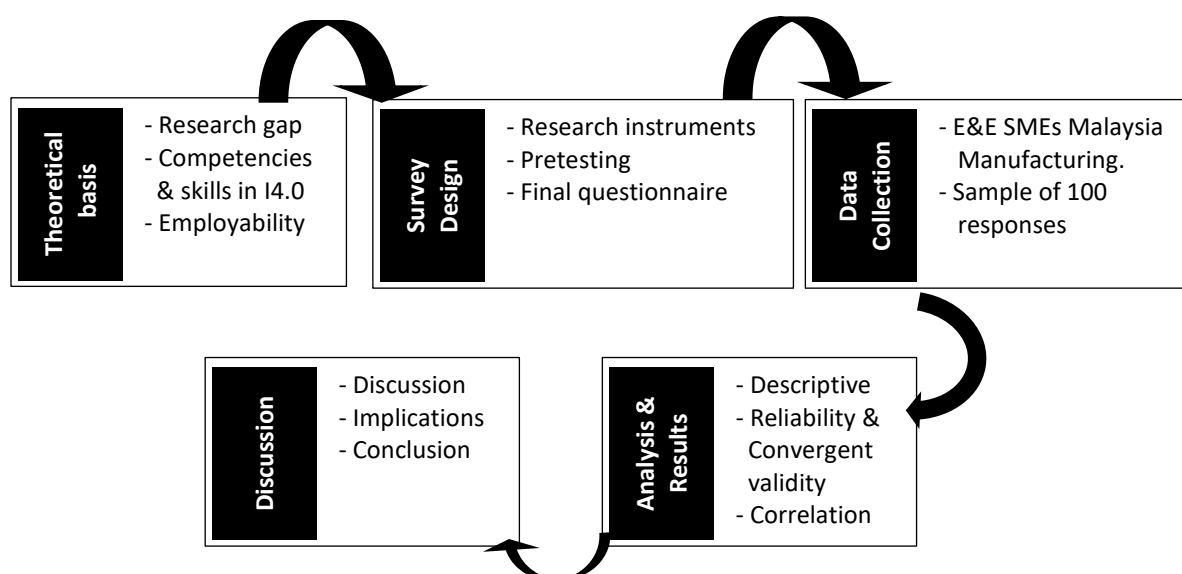 Theoretical
basis
- Research gap
- Competencies
& skills in I4.0
- Employability
Survey
Design
- Research instruments
- Pretesting
- Final questionnaire
Data
Collection
- E&E SMEs Malaysia
Manufacturing.
- Sample of 100
responses
Discussion
- Discussion
- Implications
- Conclusion
Analysis &
Results
- Descriptive
- Reliability &
Convergent
validity
- Correlation